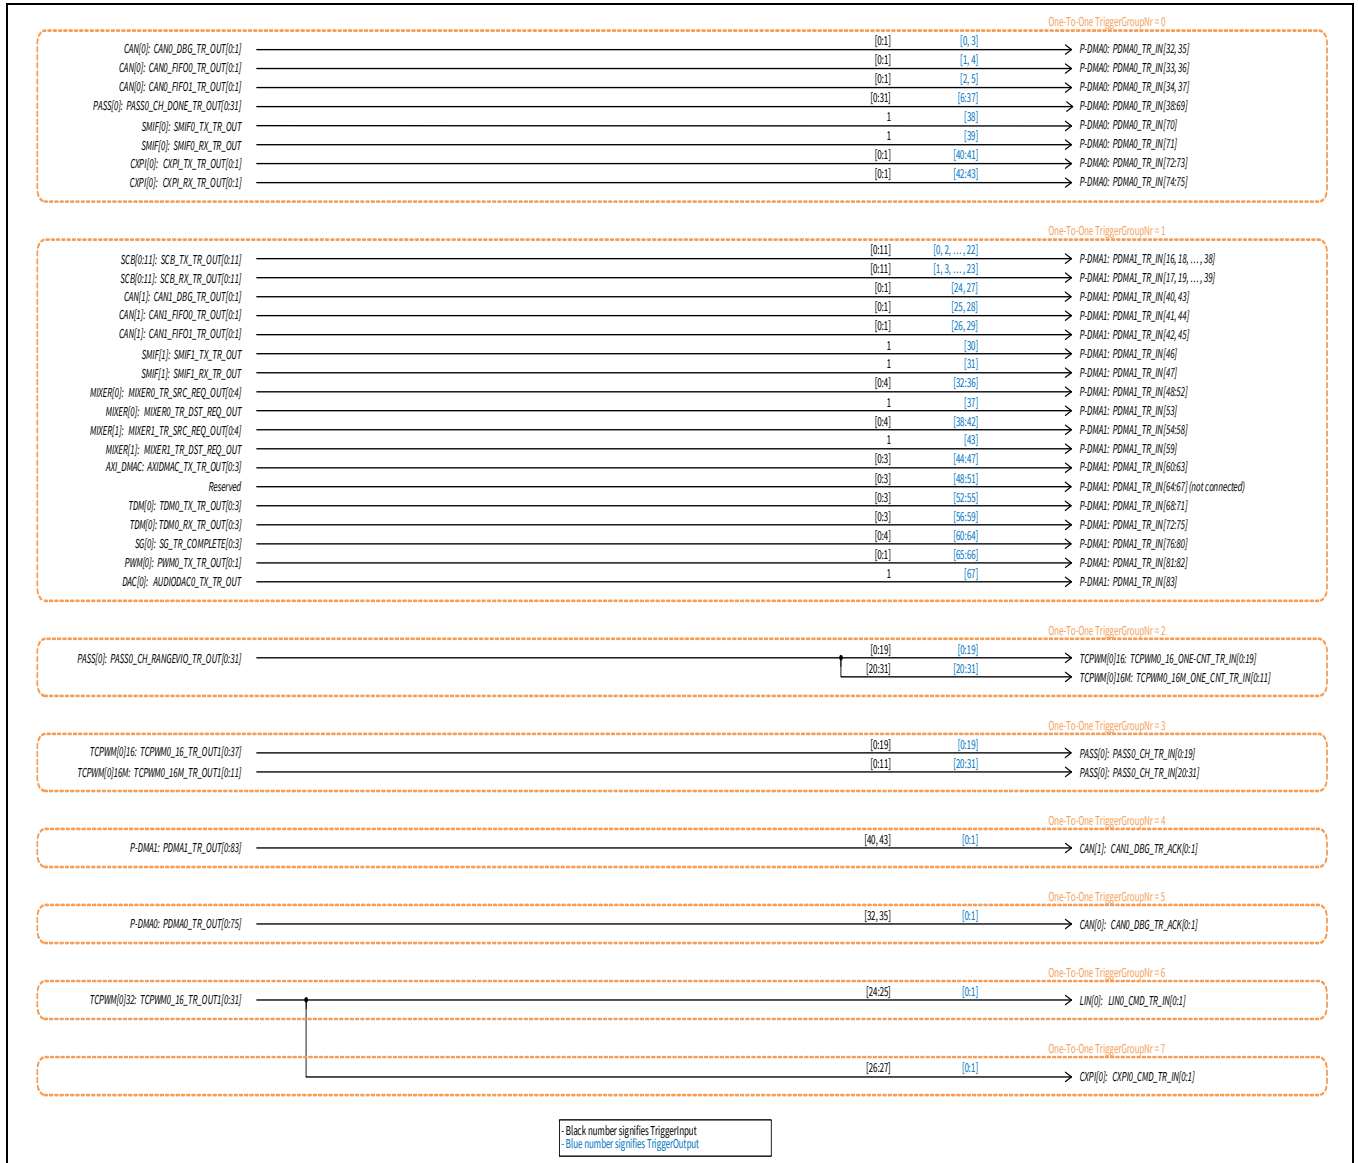 One-To-One TriggerGroupNr = 0
CAN[0]: CAN0_DBG_TR_OUT[0:1] [0:1] [0, 3] P-DMA0: PDMA0_TR_IN[32, 35]
CAN[0]: CAN0_FIFO0_TR_OUT[0:1] [0:1] [1, 4] P-DMA0: PDMA0_TR_IN[33, 36]
CAN[0]: CAN0_FIFO1_TR_OUT[0:1] [0:1] [2, 5] P-DMA0: PDMA0_TR_IN[34, 37]
PASS[0]: PASS0_CH_DONE_TR_OUT[0:31] [0:31] [6:37] P-DMA0: PDMA0_TR_IN[38:69]
SMIF[0]: SMIF0_TX_TR_OUT 1 [38] P-DMA0: PDMA0_TR_IN[70]
SMIF[0]: SMIF0_RX_TR_OUT 1 [39] P-DMA0: PDMA0_TR_IN[71]
CXPI[0]: CXPI_TX_TR_OUT[0:1] [0:1] [40:41] P-DMA0: PDMA0_TR_IN[72:73]
CXPI[0]: CXPI_RX_TR_OUT[0:1] [0:1] [42:43] P-DMA0: PDMA0_TR_IN[74:75]
One-To-One TriggerGroupNr = 1
SCB[0:11]: SCB_TX_TR_OUT[0:11] [0:11] [0, 2, ..., 22] P-DMA1: PDMA1_TR_IN[16, 18, ..., 38]
SCB[0:11]: SCB_RX_TR_OUT[0:11] [0:11] [1, 3, ..., 23] P-DMA1: PDMA1_TR_IN[17, 19, ..., 39]
CAN[1]: CAN1_DBG_TR_OUT[0:1] [0:1] [24, 27] P-DMA1: PDMA1_TR_IN[40, 43]
CAN[1]: CAN1_FIFO0_TR_OUT[0:1] [0:1] [25, 28] P-DMA1: PDMA1_TR_IN[41, 44]
CAN[1]: CAN1_FIFO1_TR_OUT[0:1] [0:1] [26, 29] P-DMA1: PDMA1_TR_IN[42, 45]
SMIF[1]: SMIF1_TX_TR_OUT 1 [30] P-DMA1: PDMA1_TR_IN[46]
SMIF[1]: SMIF1_RX_TR_OUT 1 [31] P-DMA1: PDMA1_TR_IN[47]
MIXER[0]: MIXER0_TR_SRC_REQ_OUT[0:4] [0:4] [32:36] P-DMA1: PDMA1_TR_IN[48:52]
MIXER[0]: MIXER0_TR_DST_REQ_OUT 1 [37] P-DMA1: PDMA1_TR_IN[53]
MIXER[1]: MIXER1_TR_SRC_REQ_OUT[0:4] [0:4] [38:42] P-DMA1: PDMA1_TR_IN[54:58]
MIXER[1]: MIXER1_TR_DST_REQ_OUT 1 [43] P-DMA1: PDMA1_TR_IN[59]
AXI_DMAC: AXIDMAC_TX_TR_OUT[0:3] [0:3] [44:47] P-DMA1: PDMA1_TR_IN[60:63]
Reserved [0:3] [48:51] P-DMA1: PDMA1_TR_IN[64:67] (not connected)
TDM[0]: TDM0_TX_TR_OUT[0:3] [0:3] [52:55] P-DMA1: PDMA1_TR_IN[68:71]
TDM[0]: TDM0_RX_TR_OUT[0:3] [0:3] [56:59] P-DMA1: PDMA1_TR_IN[72:75]
SG[0]: SG_TR_COMPLETE[0:3] [0:4] [60:64] P-DMA1: PDMA1_TR_IN[76:80]
PWM[0]: PWM0_TX_TR_OUT[0:1] [0:1] [65:66] P-DMA1: PDMA1_TR_IN[81:82]
DAC[0]: AUDIODAC0_TX_TR_OUT 1 [67] P-DMA1: PDMA1_TR_IN[83]
One-To-One TriggerGroupNr = 2
PASS[0]: PASS0_CH_RANGEVIO_TR_OUT[0:31] [0:19] [0:19] TCPWM[0]16: TCPWM0_16_ONE-CNT_TR_IN[0:19]
[20:31] [20:31] TCPWM[0]16M: TCPWM0_16M_ONE_CNT_TR_IN[0:11]
One-To-One TriggerGroupNr = 3
TCPWM[0]16: TCPWM0_16_TR_OUT1[0:37] [0:19] [0:19] PASS[0]: PASS0_CH_TR_IN[0:19]
TCPWM[0]16M: TCPWM0_16M_TR_OUT1[0:11] [0:11] [20:31] PASS[0]: PASS0_CH_TR_IN[20:31]
One-To-One TriggerGroupNr = 4
P-DMA1: PDMA1_TR_OUT[0:83] [40, 43] [0:1] CAN[1]: CAN1_DBG_TR_ACK[0:1]
One-To-One TriggerGroupNr = 5
P-DMA0: PDMA0_TR_OUT[0:75] [32, 35] [0:1] CAN[0]: CAN0_DBG_TR_ACK[0:1]
One-To-One TriggerGroupNr = 6
TCPWM[0]32: TCPWM0_16_TR_OUT1[0:31] [24:25] [0:1] LIN[0]: LIN0_CMD_TR_IN[0:1]
One-To-One TriggerGroupNr = 7
[26:27] [0:1] CXPI[0]: CXPI0_CMD_TR_IN[0:1]
- Black number signifies TriggerInput
- Blue number signifies TriggerOutput